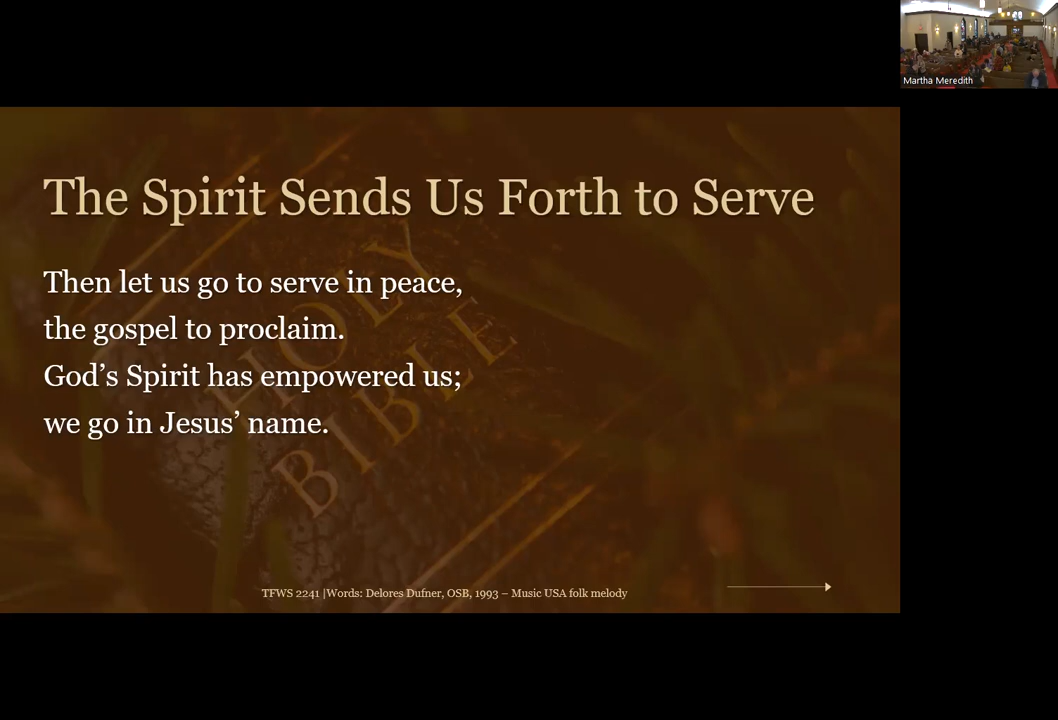 Martha Meredith
The Spirit Sends Us Forth to Serve
Then let us go to serve in peace,
the gospel to proclaim.
God’s Spirit has empowered us;
we go in Jesus’ name.
HOLY
BIBLE
TFWS 2241 |Words: Delores Dufner, OSB, 1993 – Music USA folk melody